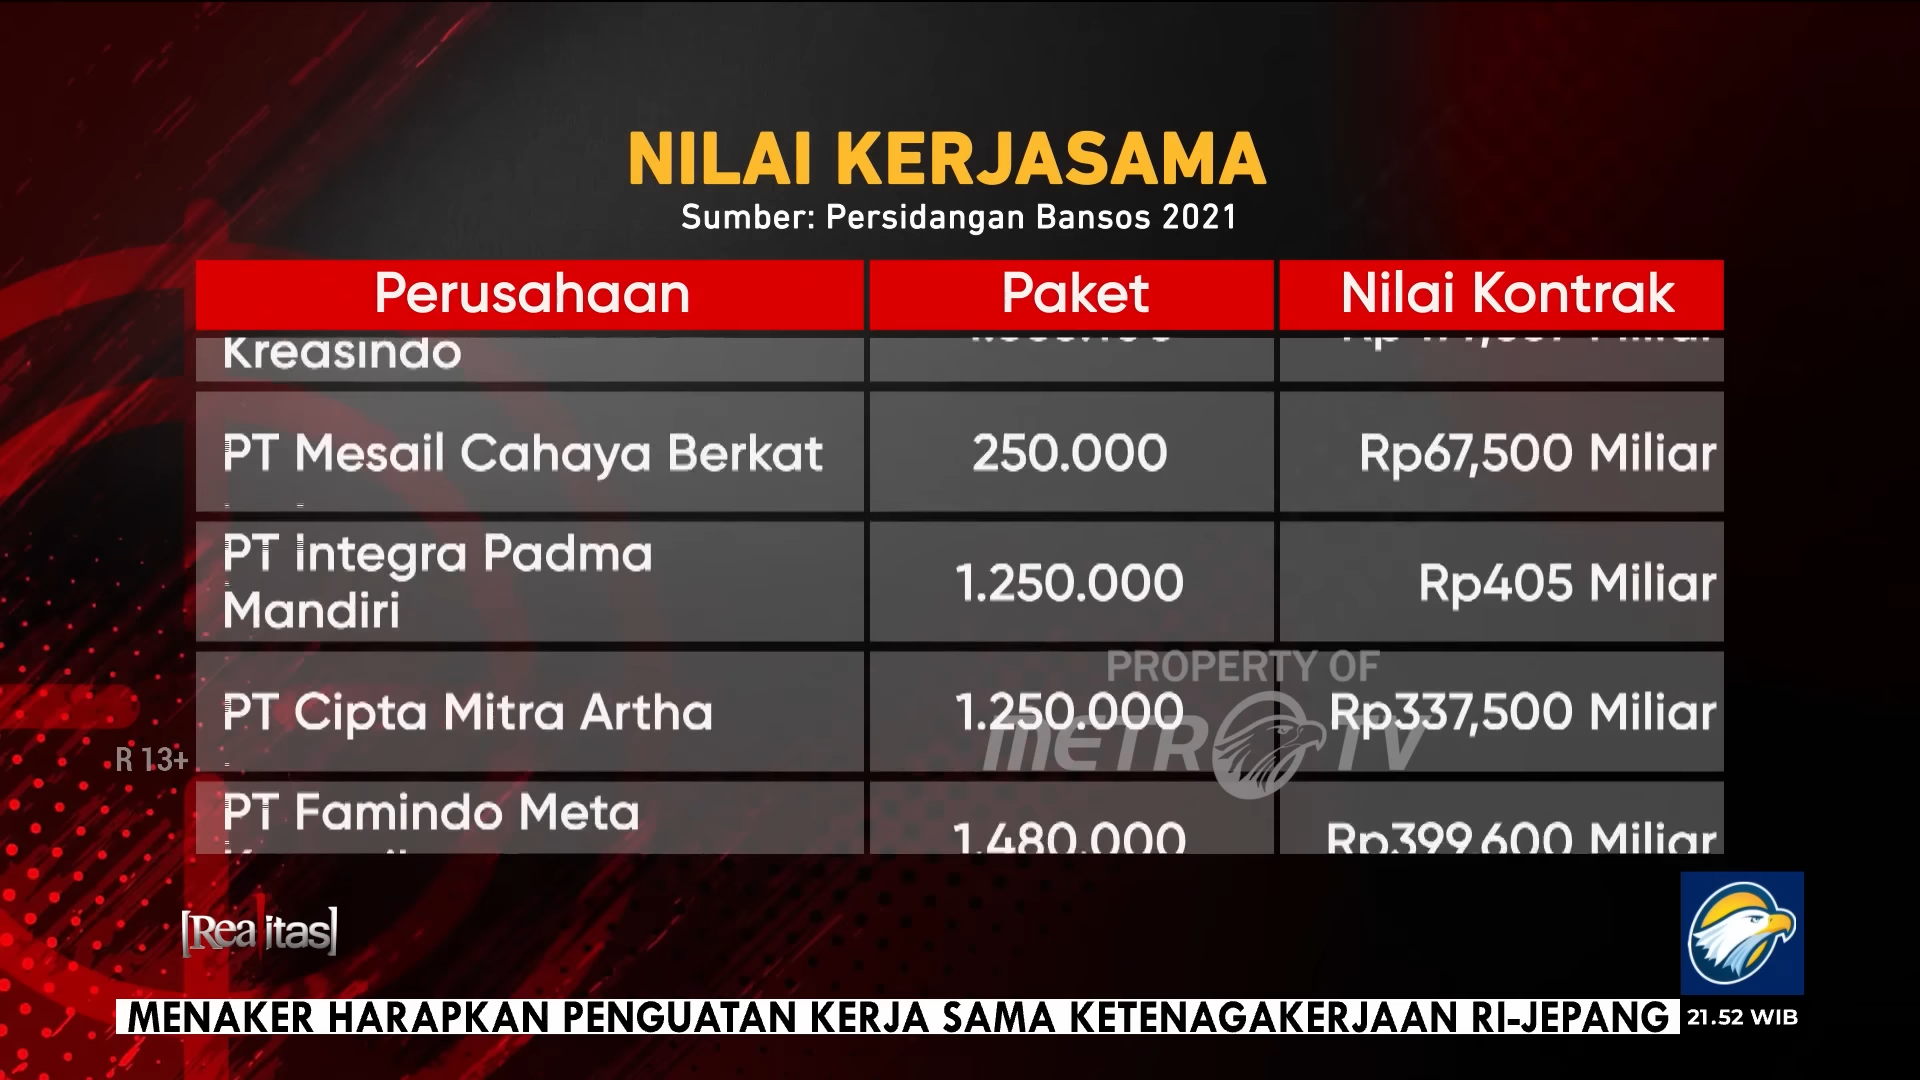 NILAI KERJASAMA
Sumber: Persidangan Bansos 2021
Perusahaan Paket Nilai Kontrak
Kreasindo
PT Mesail Cahaya Berkat 250.000 Rp67,500 Miliar
PT Integra Padma
Mandiri 1.250.000 Rp405 Miliar
PROPERTY OF
METRO TV
PT Cipta Mitra Artha 1.250.000 Rp337,500 Miliar
R 13+
PT Famindo Meta
1.480.000 Rp399,600 Miliar
[Realitas]
MENAKER HARAPKAN PENGUATAN KERJA SAMA KETENAGAKERJAAN RI-JEPANG
21.52 WIB